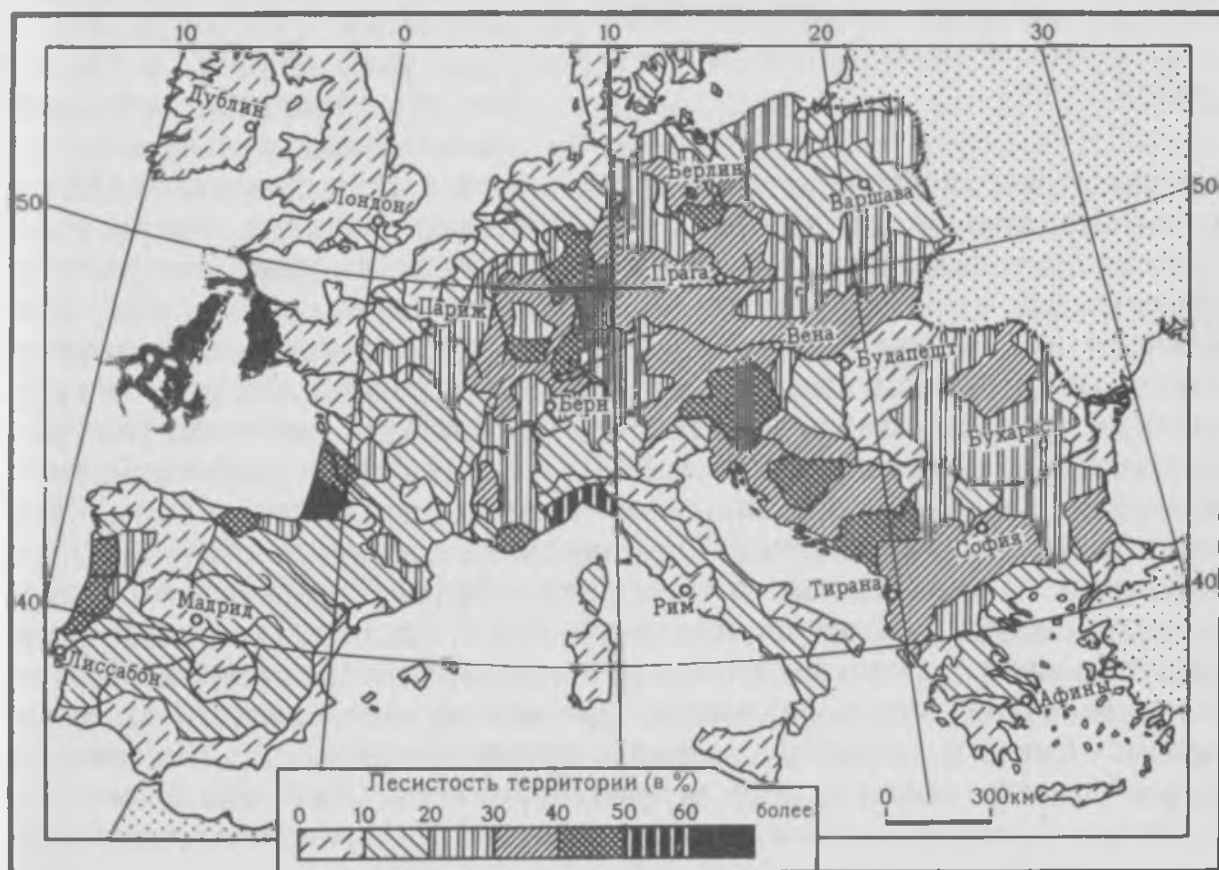 10 0 10 20 30
Дублин
Лондон
Берлин
Варшава
50 50
Прага
Париж
Вена
Будапешт
Берн
Бухарест
София
Тирана
40 40
Мадрид
Рим
Лиссабон
Афины
Лесистость территории (в %)
0 10 20 30 40 50 60 более
0 300км